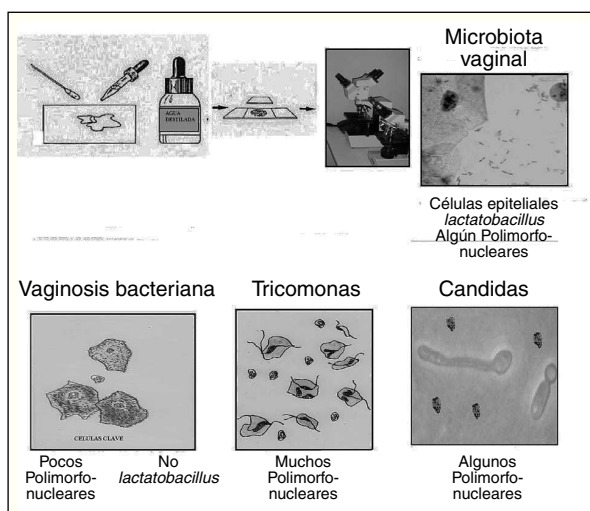 Microbiota
vaginal
AGUA
DESTILADA
Células epiteliales
lactatobacillus
Algún Polimorfo-
nucleares
Vaginosis bacteriana
Tricomonas
Candidas
CELULAS CLAVE
Pocos
Polimorfo-
nucleares
No
lactatobacillus
Muchos
Polimorfo-
nucleares
Algunos
Polimorfo-
nucleares